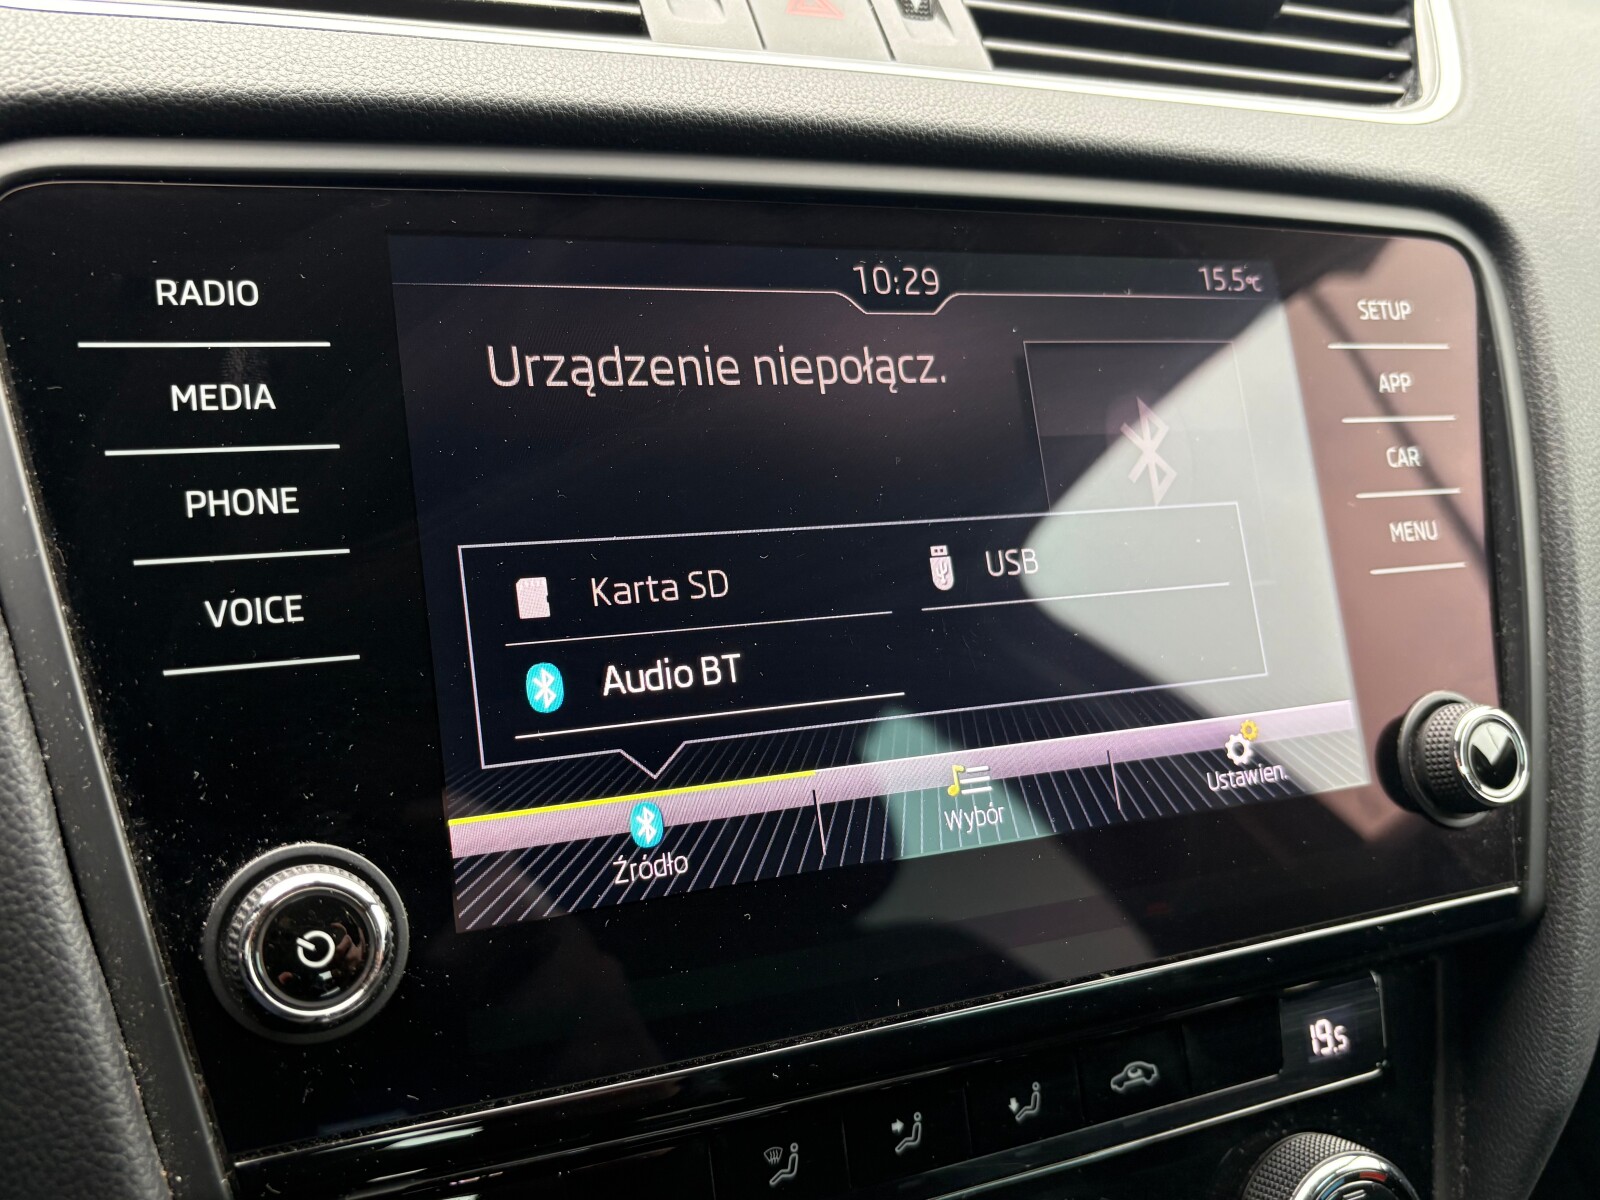 10:29
15.5°C
RADIO
MEDIA
PHONE
VOICE
Urządzenie niepołącz.
Karta SD
USB
Audio BT
Źródło
Wybór
Ustawien.
SETUP
APP
CAR
MENU
19.5